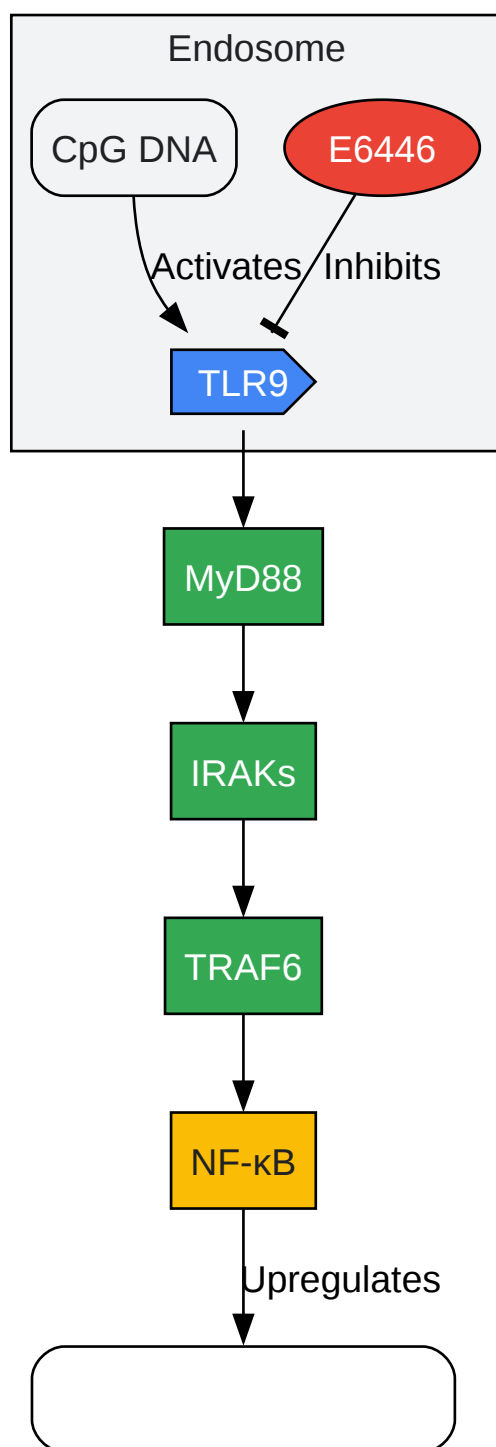 Endosome
CpG DNA
E6446
Activates
Inhibits
TLR9
MyD88
IRAKs
TRAF6
NF-κB
Upregulates